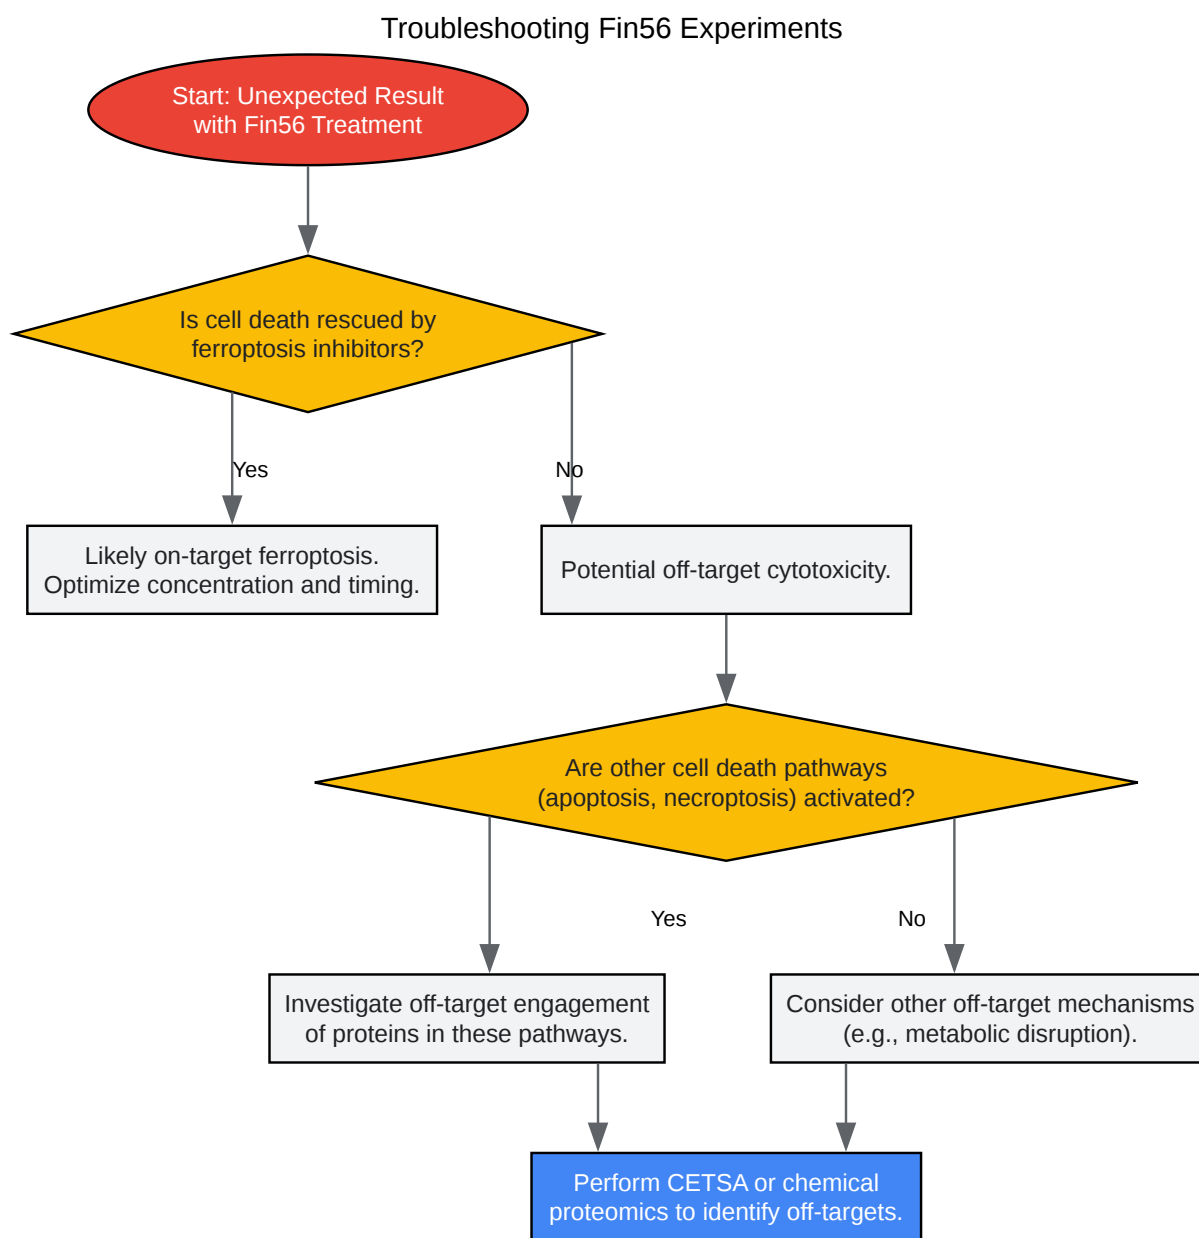 Troubleshooting Fin56 Experiments
Start: Unexpected Result
with Fin56 Treatment
Is cell death rescued by
ferroptosis inhibitors?
Yes
No
Likely on-target ferroptosis.
Optimize concentration and timing.
Potential off-target cytotoxicity.
Are other cell death pathways
(apoptosis, necroptosis) activated?
Yes
No
Investigate off-target engagement
of proteins in these pathways.
Consider other off-target mechanisms
(e.g., metabolic disruption).
Perform CETSA or chemical
proteomics to identify off-targets.